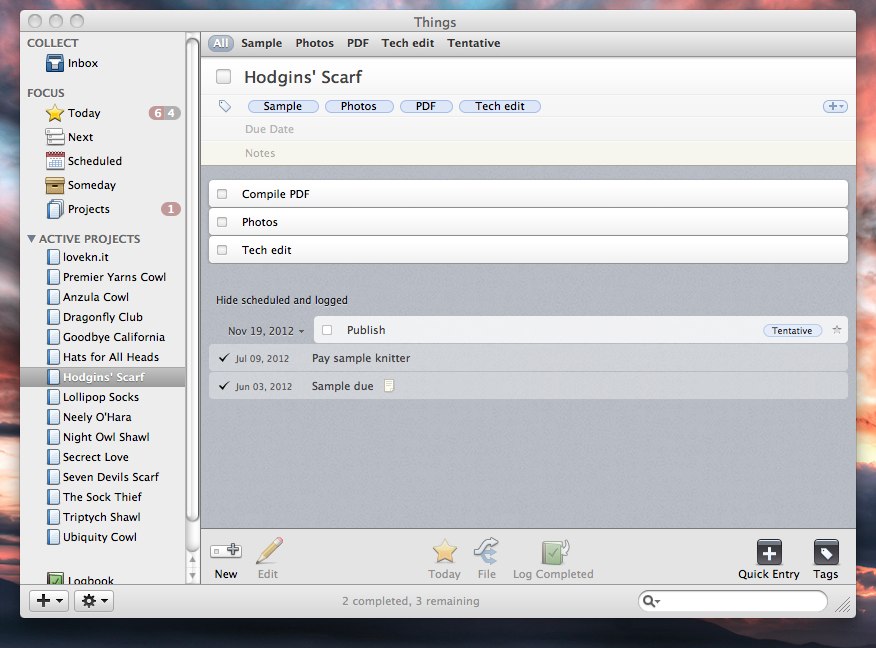 Things
COLLECT
Inbox
FOCUS
Today 6 4
Next
Scheduled
Someday
Projects 1
ACTIVE PROJECTS
lovekn.it
Premier Yarns Cowl
Anzula Cowl
Dragonfly Club
Goodbye California
Hats for All Heads
Hodgins' Scarf
Lollipop Socks
Neely O'Hara
Night Owl Shawl
Secrect Love
Seven Devils Scarf
The Sock Thief
Triptych Shawl
Ubiquity Cowl
Logbook
All Sample Photos PDF Tech edit Tentative
Hodgins' Scarf
Sample Photos PDF Tech edit
Due Date
Notes
Compile PDF
Photos
Tech edit
Hide scheduled and logged
Nov 19, 2012 Publish Tentative
Jul 09, 2012 Pay sample knitter
Jun 03, 2012 Sample due
New Edit Today File Log Completed Quick Entry Tags
2 completed, 3 remaining